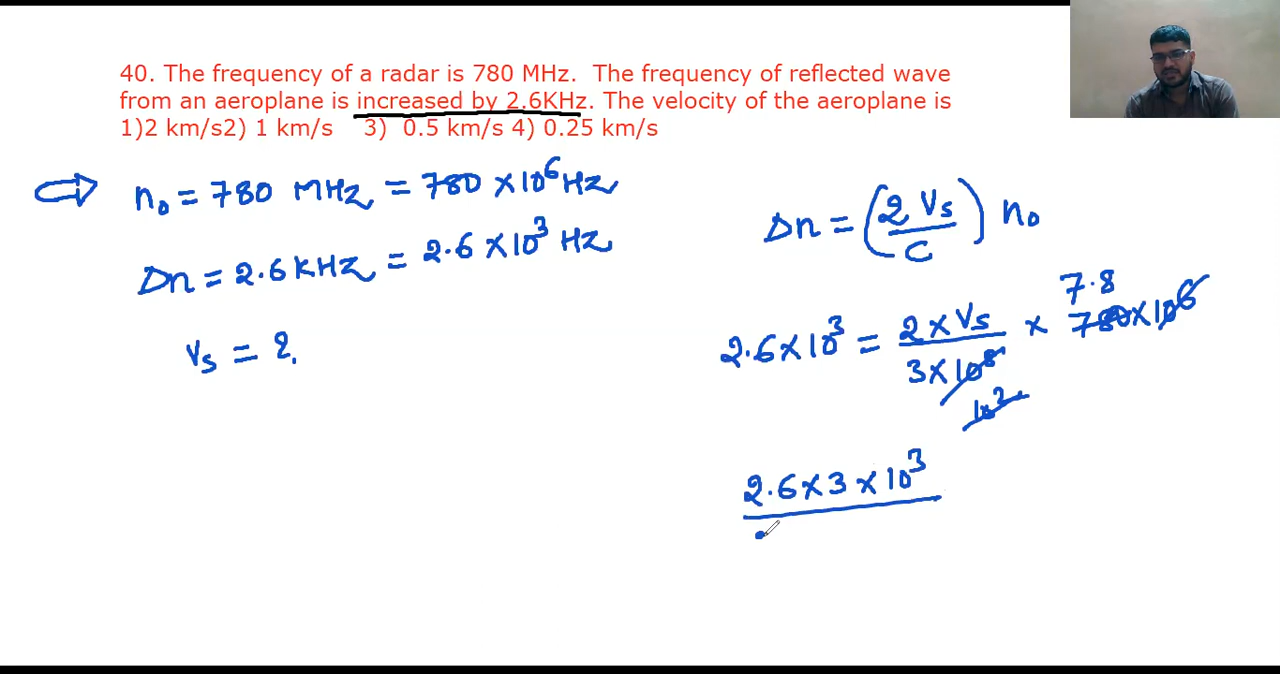 40. The frequency of a radar is 780 MHz. The frequency of reflected wave
from an aeroplane is increased by 2.6KHz. The velocity of the aeroplane is
1)2 km/s2) 1 km/s 3) 0.5 km/s 4) 0.25 km/s
⇒ n₀ = 780 MHz = 780 ×10⁶ Hz
Δn = 2.6 KHz = 2.6 ×10³ Hz
Vs = ?
Δn = (2 Vs / C) n₀
7.8
2.6×10³ = 2 × Vs / 3×10⁸ × 780×10⁶
10²
2.6×3 ×10³